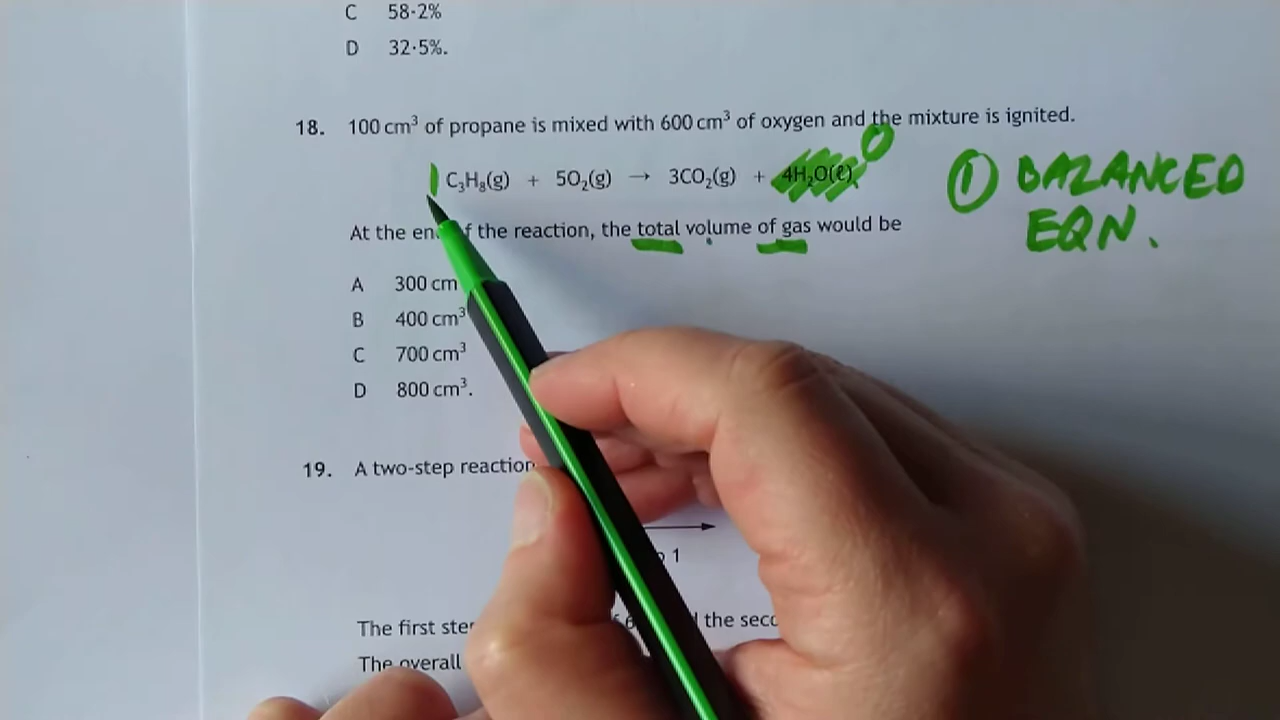 C 58·2%
D 32·5%.
18. 100 cm³ of propane is mixed with 600 cm³ of oxygen and the mixture is ignited.
1 C₃H₈(g) + 5O₂(g) → 3CO₂(g) + 4H₂O(ℓ) 0
① BALANCED
EQN.
At the en f the reaction, the total volume of gas would be
A 300 cm
B 400 cm³
C 700 cm³
D 800 cm³.
19. A two-step reaction
1
The first ste the sec
The overall